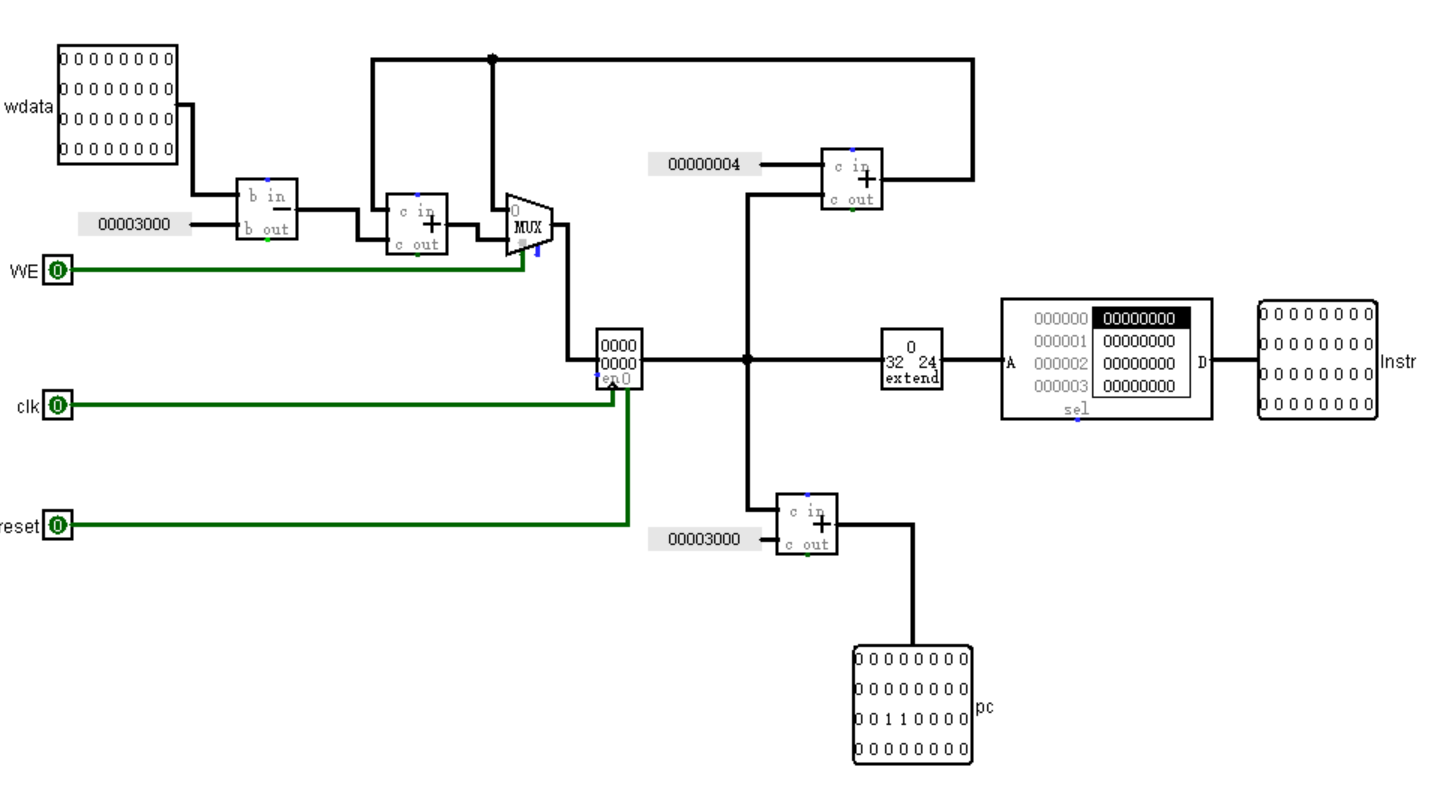 0 0 0 0 0 0 0 0
0 0 0 0 0 0 0 0
0 0 0 0 0 0 0 0
0 0 0 0 0 0 0 0
wdata
b in
−
b out
00003000
c in
+
c out
0
MUX
WE 0
00000004
c in
+
c out
0000
0000
en0
clk 0
reset 0
0
32 24
extend
000000 00000000
000001 00000000
000002 00000000
000003 00000000
A
D
sel
0 0 0 0 0 0 0 0
0 0 0 0 0 0 0 0
0 0 0 0 0 0 0 0
0 0 0 0 0 0 0 0
Instr
00003000
c in
+
c out
0 0 0 0 0 0 0 0
0 0 0 0 0 0 0 0
0 0 1 1 0 0 0 0
0 0 0 0 0 0 0 0
pc